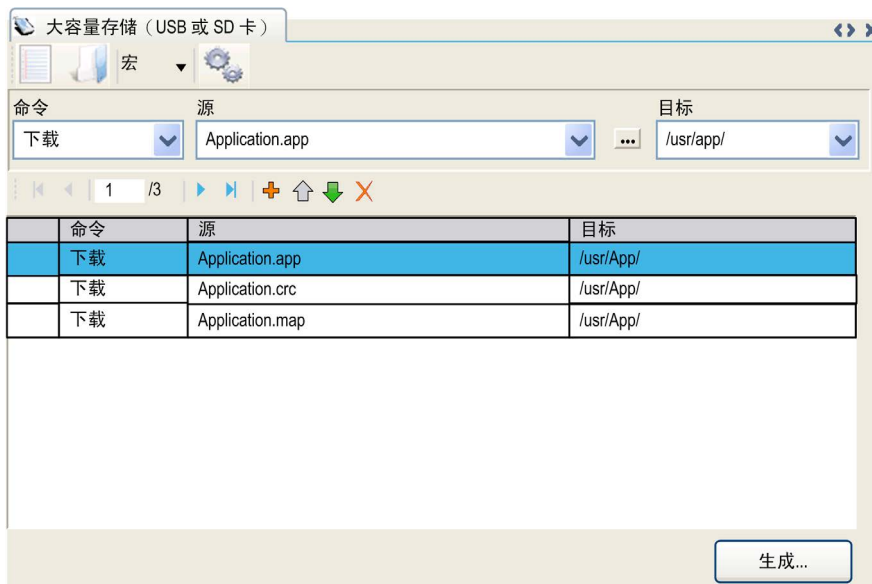 大容量存储（USB 或 SD 卡）
宏
命令 源 目标
下载 Application.app ... /usr/app/
1 /3
命令 源 目标
下载 Application.app /usr/App/
下载 Application.crc /usr/App/
下载 Application.map /usr/App/
生成...